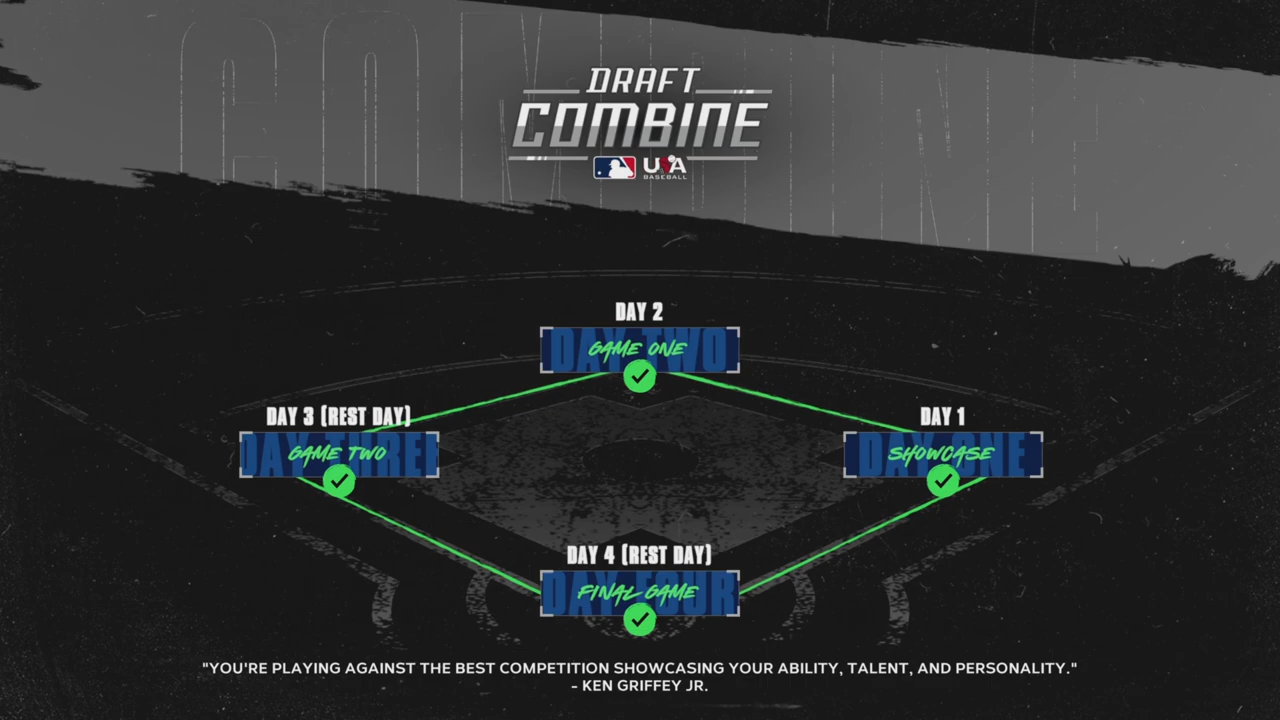 COMBINE
DRAFT
COMBINE
USA
BASEBALL
DAY 2
DAY TWO
GAME ONE
DAY 3 (REST DAY)
DAY THREE
GAME TWO
DAY 1
DAY ONE
SHOWCASE
DAY 4 (REST DAY)
DAY FOUR
FINAL GAME
"YOU'RE PLAYING AGAINST THE BEST COMPETITION SHOWCASING YOUR ABILITY, TALENT, AND PERSONALITY."
- KEN GRIFFEY JR.